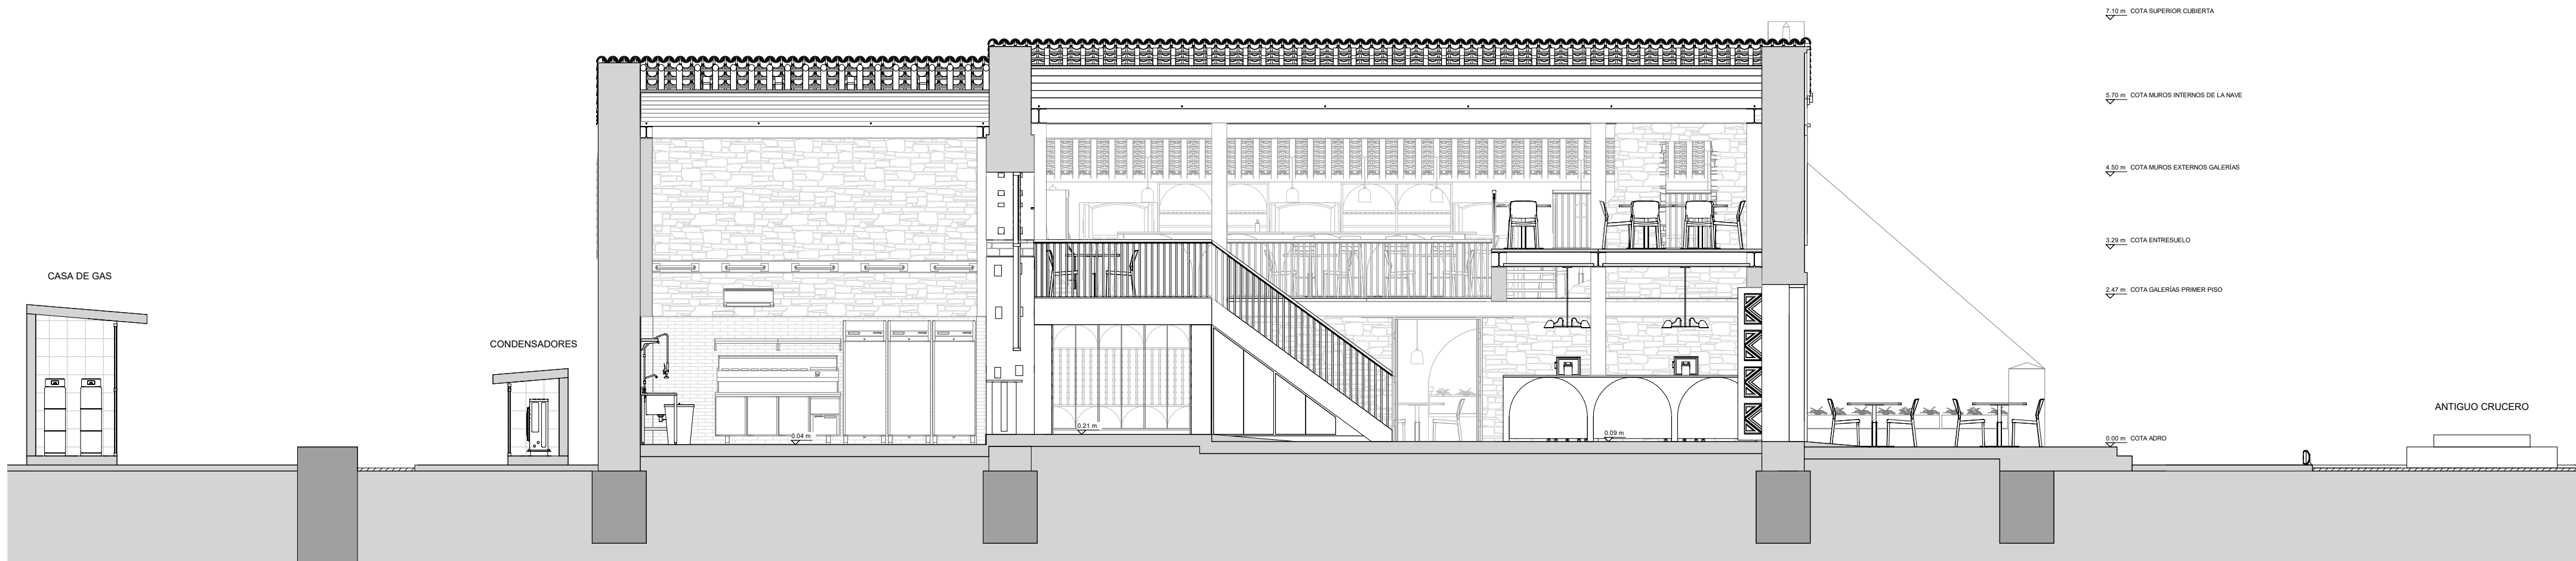 7.10 m COTA SUPERIOR CUBIERTA
5.70 m COTA MUROS INTERNOS DE LA NAVE
4.50 m COTA MUROS EXTERNOS GALERÍAS
3.29 m COTA ENTRESUELO
CASA DE GAS
2.47 m COTA GALERÍAS PRIMER PISO
CONDENSADORES
ANTIGUO CRUCERO
0.21 m
0.04 m
0.09 m
0.00 m COTA ADRO